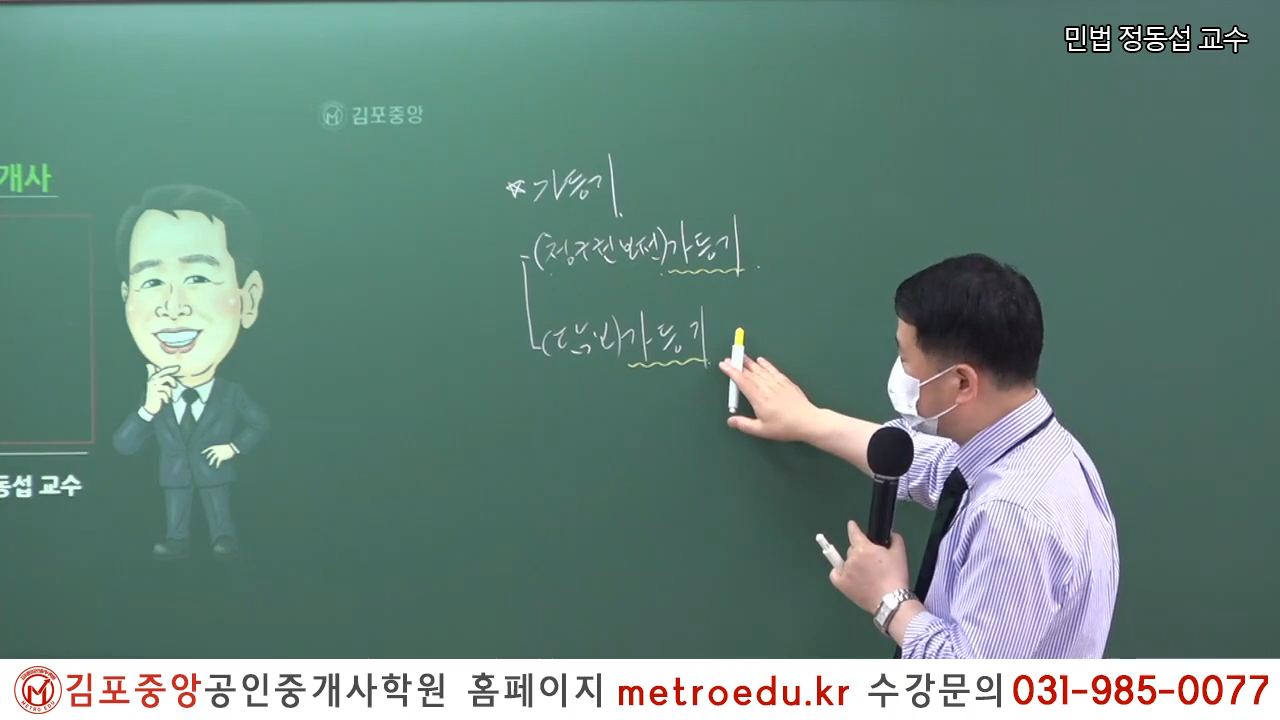 민법 정동섭 교수
김포중앙
개사
* 가등기
(청구권보전)가등기
(담보)가등기
동섭 교수
김포중앙공인중개사학원 홈페이지 metroedu.kr 수강문의 031-985-0077
METRO EDU